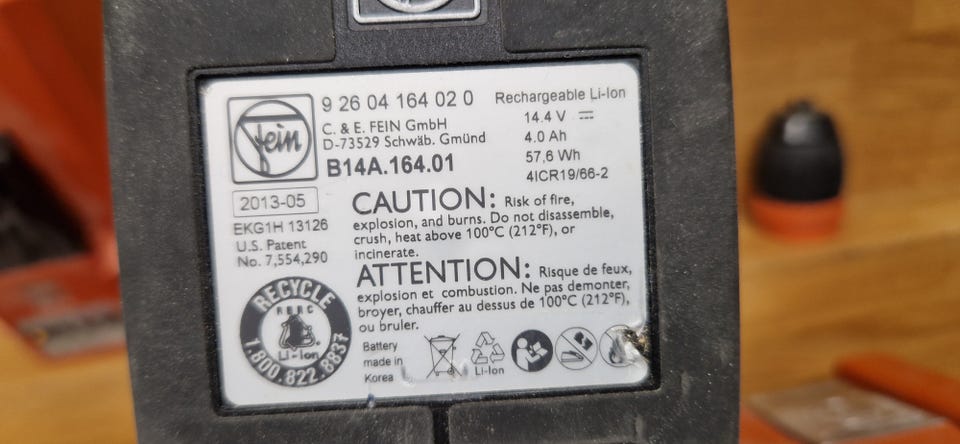 Fein
9 26 04 164 02 0
C. & E. FEIN GmbH
D-73529 Schwäb. Gmünd
B14A.164.01
Rechargeable Li-Ion
14.4 V
4.0 Ah
57,6 Wh
4ICR19/66-2
2013-05
EKG1H 13126
U.S. Patent
No. 7,554,290
CAUTION: Risk of fire,
explosion, and burns. Do not disassemble,
crush, heat above 100°C (212°F), or
incinerate.
ATTENTION: Risque de feux,
explosion et combustion. Ne pas demonter,
broyer, chauffer au dessus de 100°C (212°F),
ou bruler.
RECYCLE
RBRC
Li-Ion
1.800.822.8837
Battery
made in
Korea
Li-Ion